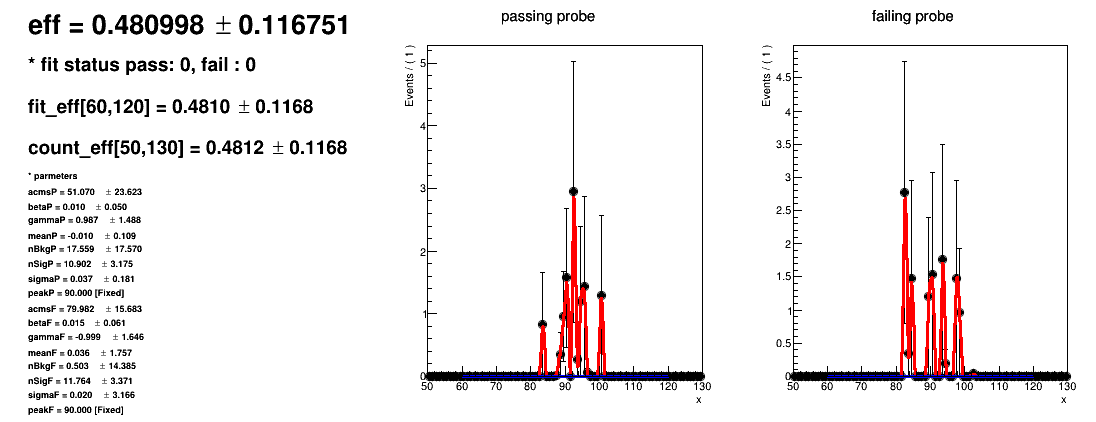 eff = 0.480998 ± 0.116751
* fit status pass: 0, fail : 0
fit_eff[60,120] = 0.4810 ± 0.1168
count_eff[50,130] = 0.4812 ± 0.1168
* parmeters
acmsP = 51.070 ± 23.623
betaP = 0.010 ± 0.050
gammaP = 0.987 ± 1.488
meanP = -0.010 ± 0.109
nBkgP = 17.559 ± 17.570
nSigP = 10.902 ± 3.175
sigmaP = 0.037 ± 0.181
peakP = 90.000 [Fixed]
acmsF = 79.982 ± 15.683
betaF = 0.015 ± 0.061
gammaF = -0.999 ± 1.646
meanF = 0.036 ± 1.757
nBkgF = 0.503 ± 14.385
nSigF = 11.764 ± 3.371
sigmaF = 0.020 ± 3.166
peakF = 90.000 [Fixed]
passing probe
Events / ( 1 )
5
4
3
2
1
0
50 60 70 80 90 100 110 120 130
x
failing probe
Events / ( 1 )
4.5
4
3.5
3
2.5
2
1.5
1
0.5
0
50 60 70 80 90 100 110 120 130
x